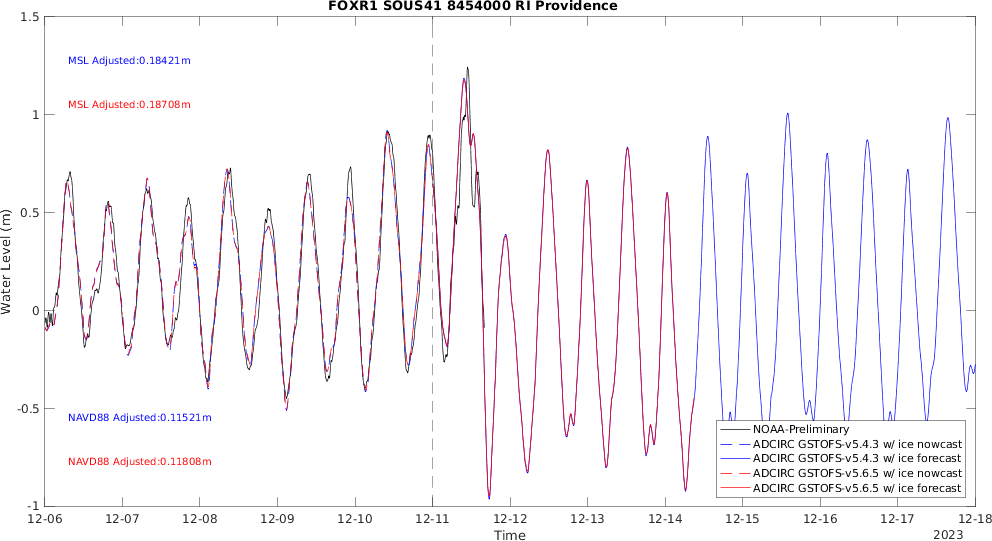 FOXR1 SOUS41 8454000 RI Providence
1.5
1
0.5
0
-0.5
-1
Water Level (m)
MSL Adjusted:0.18421m
MSL Adjusted:0.18708m
NAVD88 Adjusted:0.11521m
NAVD88 Adjusted:0.11808m
NOAA-Preliminary
ADCIRC GSTOFS-v5.4.3 w/ ice nowcast
ADCIRC GSTOFS-v5.4.3 w/ ice forecast
ADCIRC GSTOFS-v5.6.5 w/ ice nowcast
ADCIRC GSTOFS-v5.6.5 w/ ice forecast
12-06 12-07 12-08 12-09 12-10 12-11 12-12 12-13 12-14 12-15 12-16 12-17 12-18
Time
2023